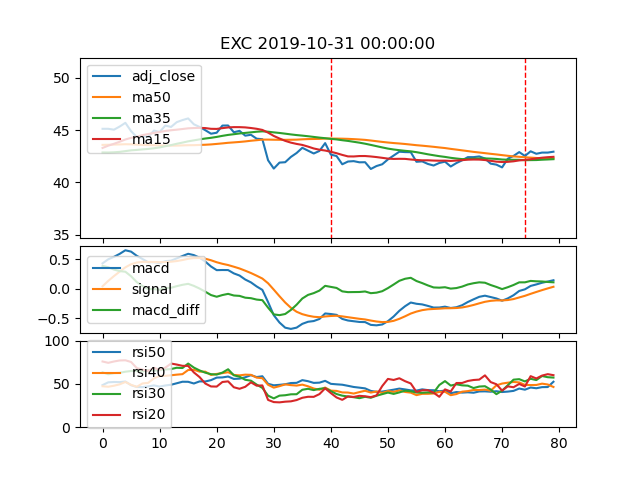 EXC 2019-10-31 00:00:00
50
45
40
35
adj_close
ma50
ma35
ma15
0.5
0.0
−0.5
macd
signal
macd_diff
100
50
0
rsi50
rsi40
rsi30
rsi20
0 10 20 30 40 50 60 70 80